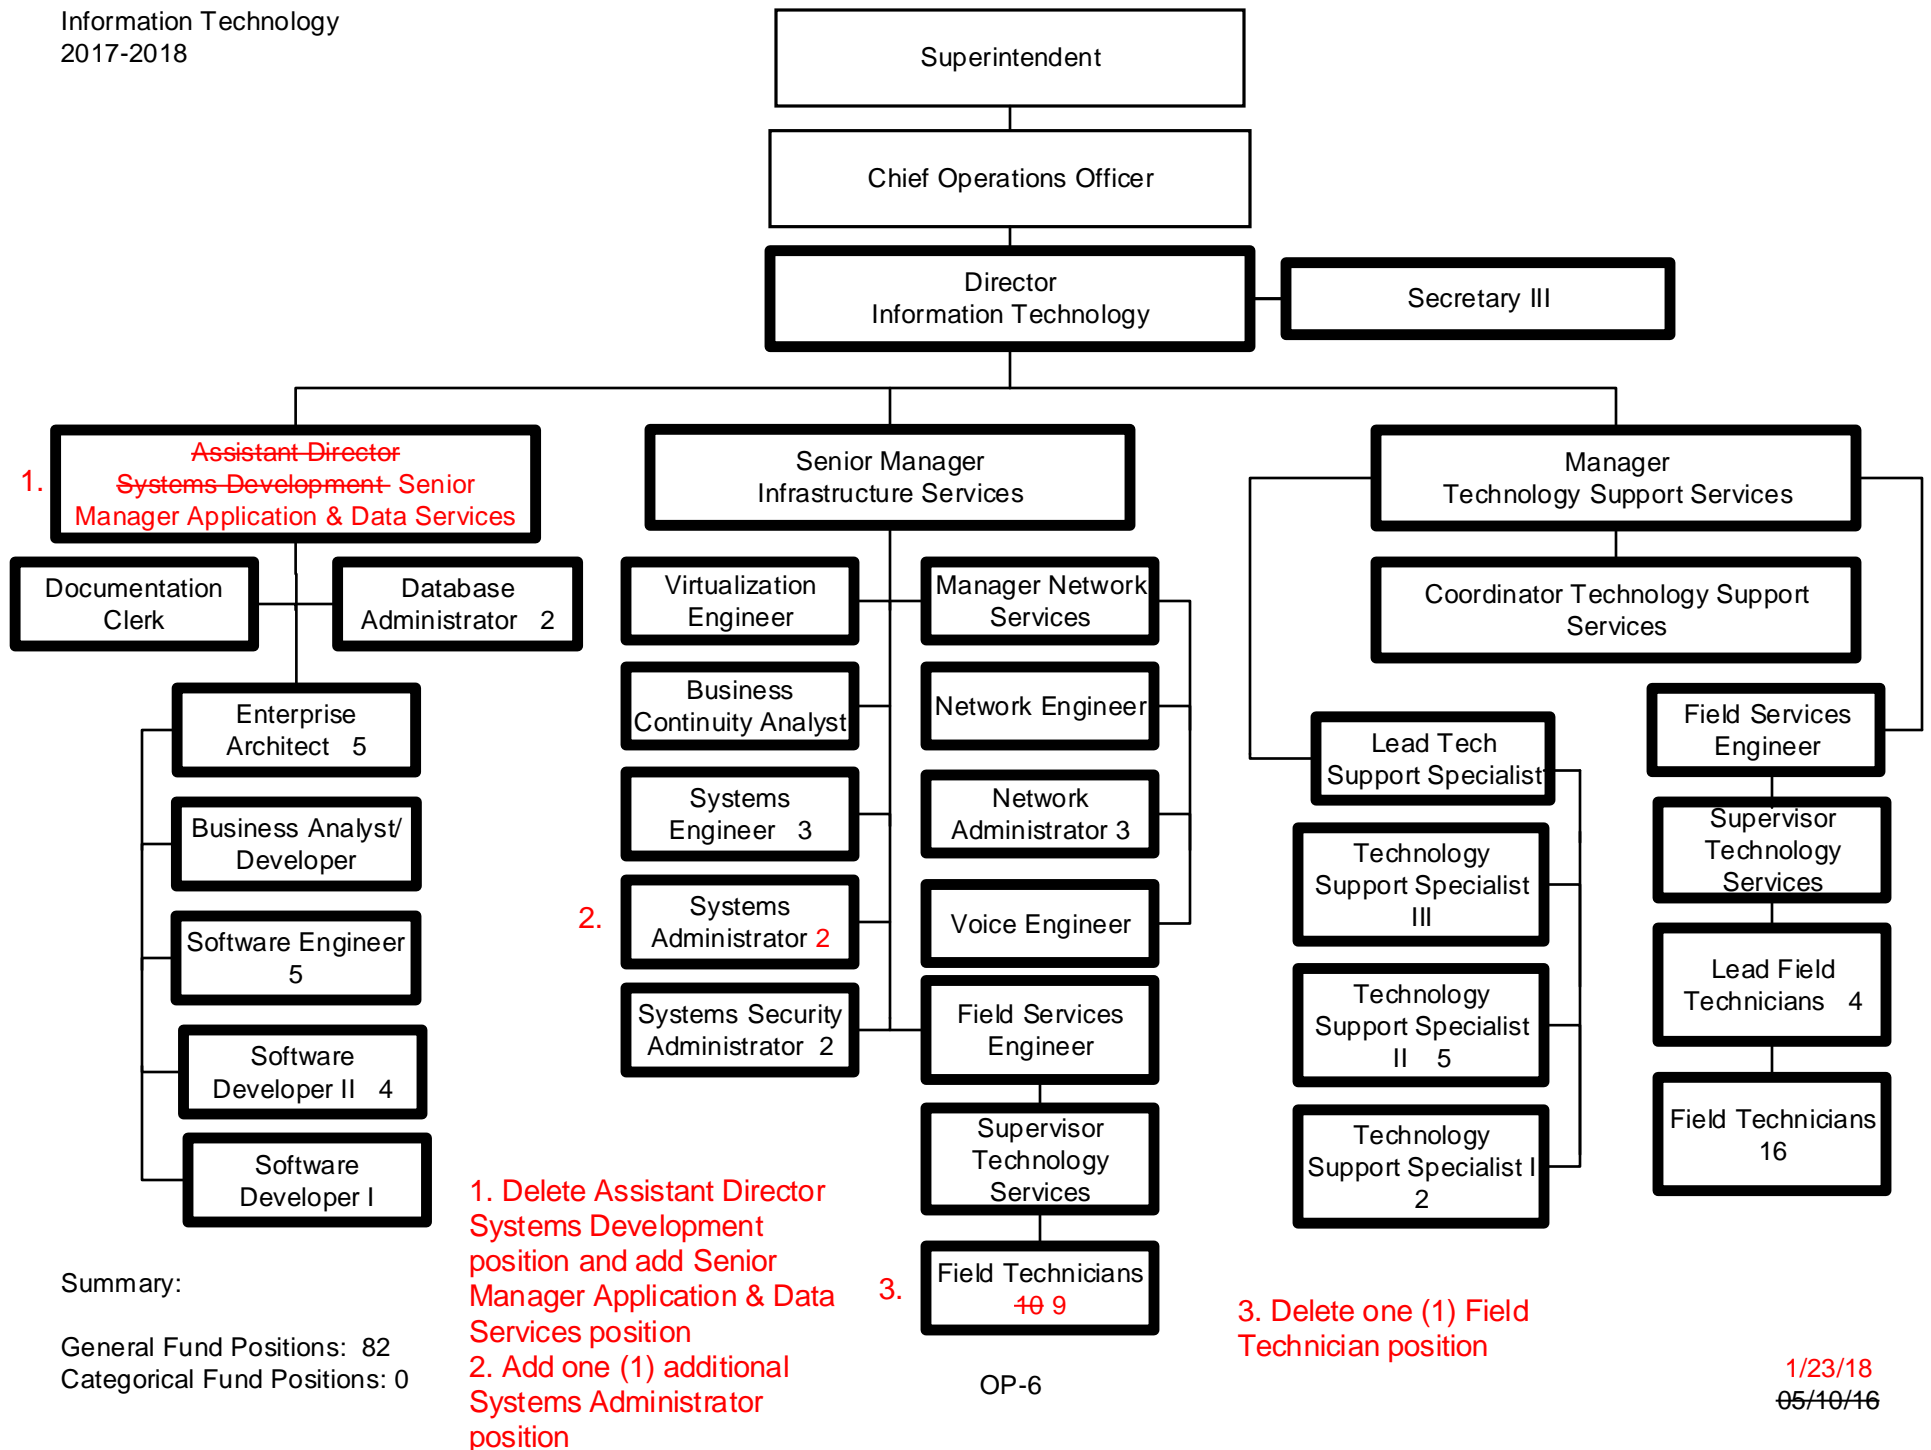 Information Technology
2017-2018
Superintendent
Chief Operations Officer
Director
Information Technology
Secretary III
1.
Assistant Director
Systems Development Senior
Manager Application & Data Services
Senior Manager
Infrastructure Services
Manager
Technology Support Services
Documentation
Clerk
Database
Administrator 2
Enterprise
Architect 5
Business Analyst/
Developer
Software Engineer
5
Software
Developer II 4
Software
Developer I
Virtualization
Engineer
Business
Continuity Analyst
Systems
Engineer 3
2.
Systems
Administrator 2
Systems Security
Administrator 2
Manager Network
Services
Network Engineer
Network
Administrator 3
Voice Engineer
Field Services
Engineer
Supervisor
Technology
Services
3.
Field Technicians
10 9
Coordinator Technology Support
Services
Lead Tech
Support Specialist
Technology
Support Specialist
III
Technology
Support Specialist
II 5
Technology
Support Specialist I
2
Field Services
Engineer
Supervisor
Technology
Services
Lead Field
Technicians 4
Field Technicians
16
Summary:
General Fund Positions: 82
Categorical Fund Positions: 0
1. Delete Assistant Director
Systems Development
position and add Senior
Manager Application & Data
Services position
2. Add one (1) additional
Systems Administrator
position
3. Delete one (1) Field
Technician position
OP-6
1/23/18
05/10/16